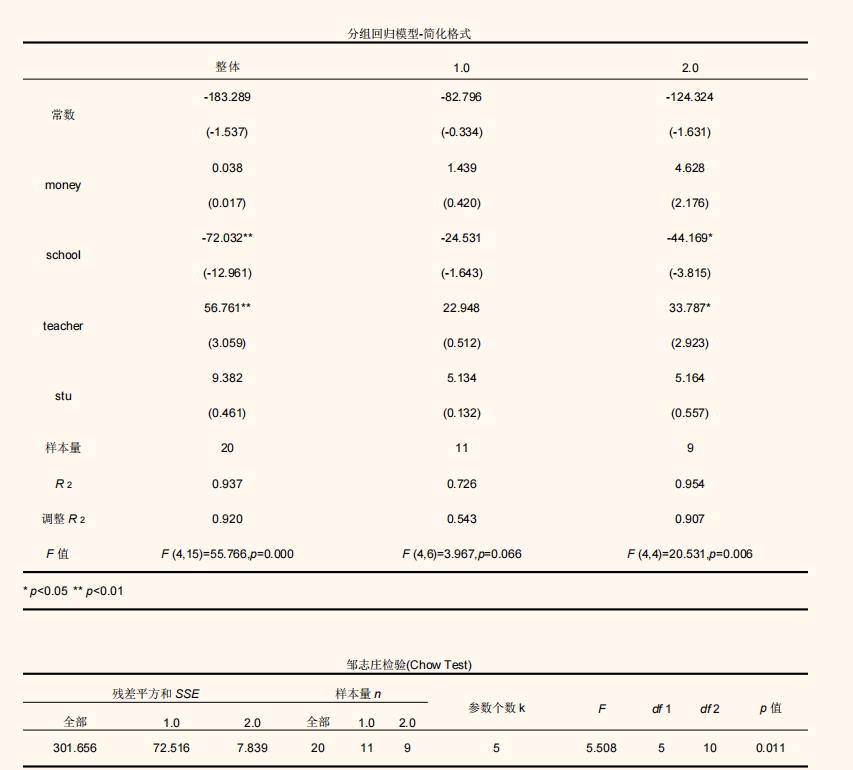 分组回归模型-简化格式
整体 1.0 2.0
常数
-183.289 -82.796 -124.324
(-1.537) (-0.334) (-1.631)
money
0.038 1.439 4.628
(0.017) (0.420) (2.176)
school
-72.032** -24.531 -44.169*
(-12.961) (-1.643) (-3.815)
teacher
56.761** 22.948 33.787*
(3.059) (0.512) (2.923)
stu
9.382 5.134 5.164
(0.461) (0.132) (0.557)
样本量 20 11 9
R 2 0.937 0.726 0.954
调整 R 2 0.920 0.543 0.907
F 值 F (4,15)=55.766,p=0.000 F (4,6)=3.967,p=0.066 F (4,4)=20.531,p=0.006
* p<0.05 ** p<0.01
邹志庄检验(Chow Test)
残差平方和 SSE 样本量 n 参数个数 k F df 1 df 2 p 值
全部 1.0 2.0 全部 1.0 2.0
301.656 72.516 7.839 20 11 9 5 5.508 5 10 0.011